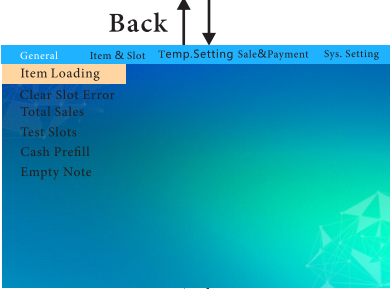 Back
General Item & Slot Temp.Setting Sale&Payment Sys. Setting
Item Loading
Clear Slot Error
Total Sales
Test Slots
Cash Prefill
Empty Note